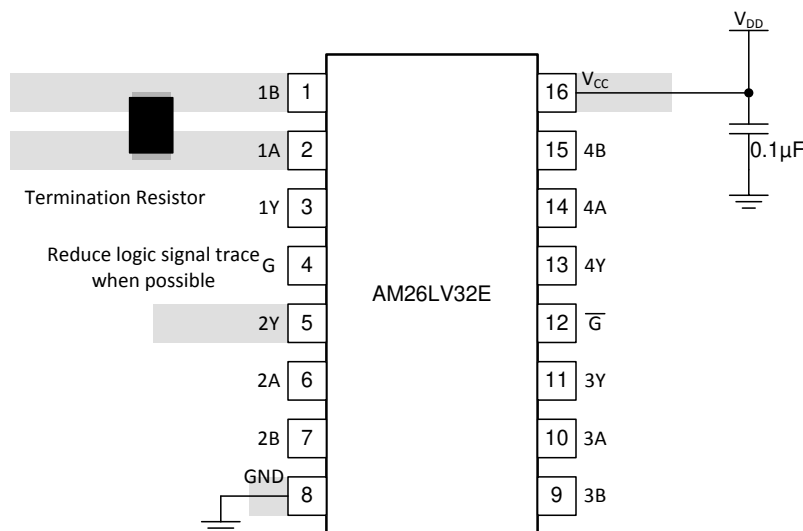 V_DD
1B 1 16 V_CC
1A 2 15 4B
0.1µF
Termination Resistor
1Y 3 14 4A
Reduce logic signal trace
when possible
G 4 13 4Y
AM26LV32E
2Y 5 12 G̅
2A 6 11 3Y
2B 7 10 3A
GND 8 9 3B